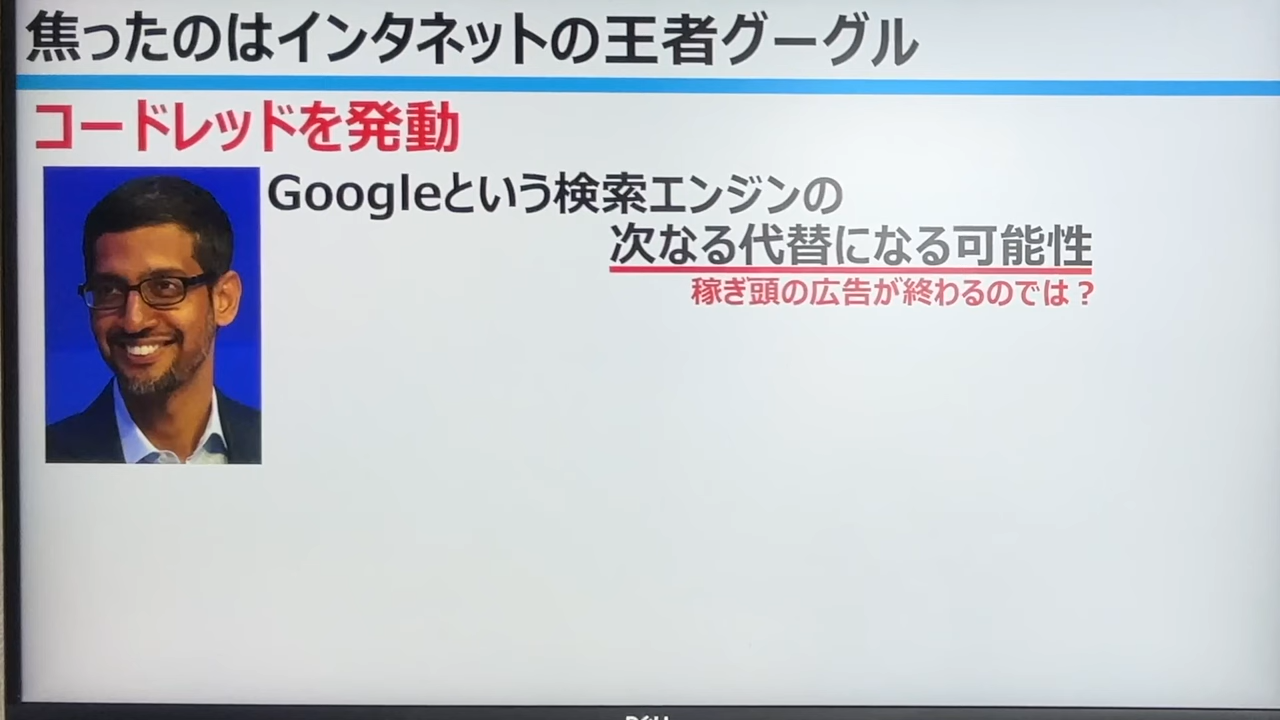 焦ったのはインタネットの王者グーグル
コードレッドを発動
Googleという検索エンジンの
次なる代替になる可能性
稼ぎ頭の広告が終わるのでは？